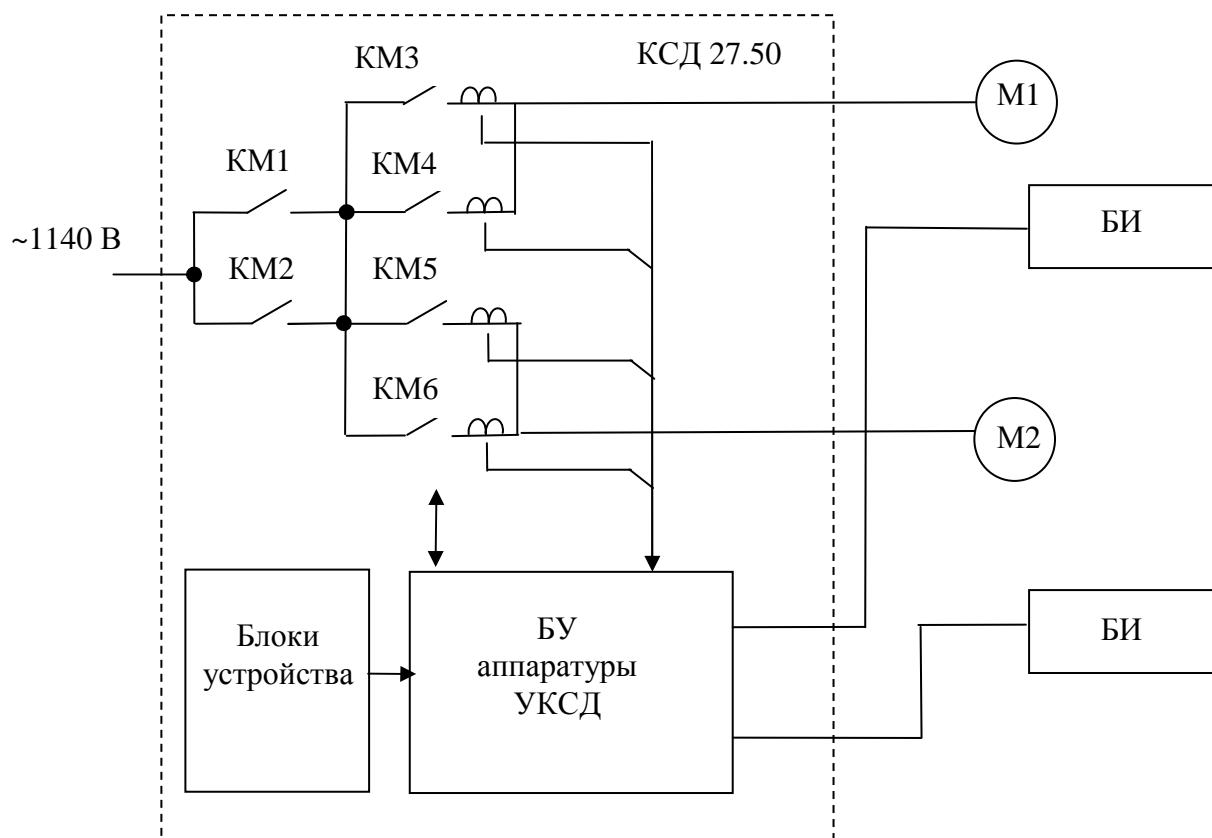 КМ3
КСД 27.50
М1
КМ1
КМ4
БИ
~1140 В
КМ2
КМ5
КМ6
М2
Блоки
устройства
БУ
аппаратуры
УКСД
БИ